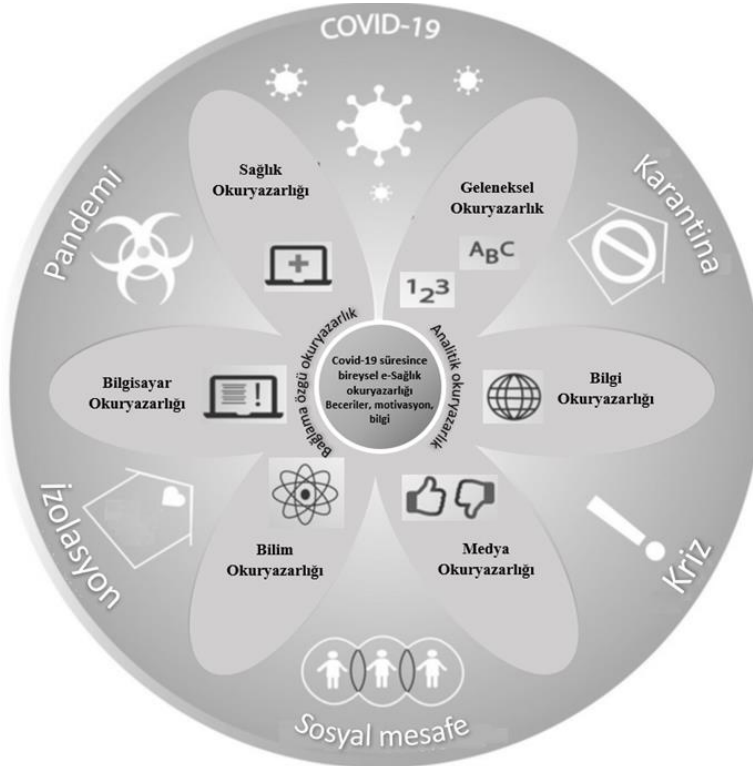 COVID-19
Pandemi
Karantina
Sağlık
Okuryazarlığı
Geleneksel
Okuryazarlık
ABC
123
Bağlama özgü okuryazarlık
Analitik okuryazarlık
Covid-19 süresince
bireysel e-Sağlık
okuryazarlığı
Beceriler, motivasyon,
bilgi
Bilgisayar
Okuryazarlığı
!
Bilgi
Okuryazarlığı
Bilim
Okuryazarlığı
Medya
Okuryazarlığı
İzolasyon
Kriz
Sosyal mesafe